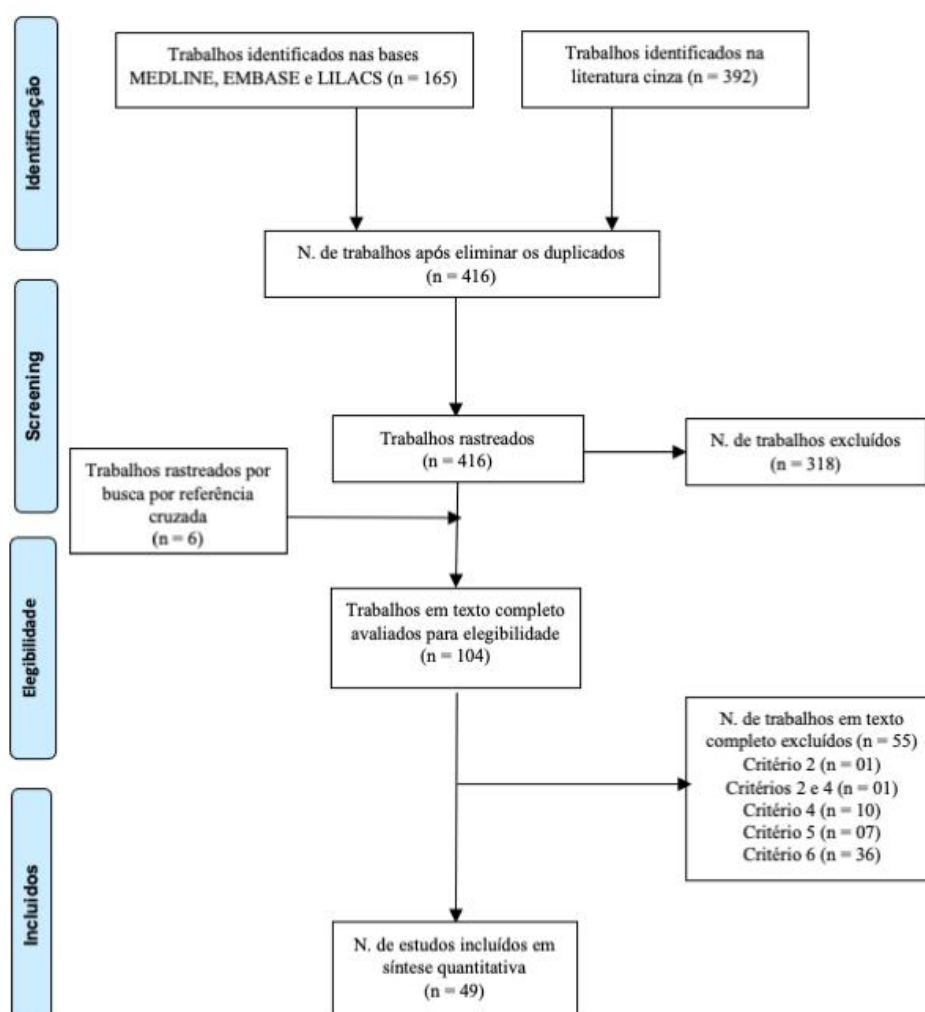 Identificação
Trabalhos identificados nas bases
MEDLINE, EMBASE e LILACS (n = 165)
Trabalhos identificados na
literatura cinza (n = 392)
N. de trabalhos após eliminar os duplicados
(n = 416)
Screening
Trabalhos rastreados
(n = 416)
N. de trabalhos excluídos
(n = 318)
Trabalhos rastreados por
busca por referência
cruzada
(n = 6)
Elegibilidade
Trabalhos em texto completo
avaliados para elegibilidade
(n = 104)
N. de trabalhos em texto
completo excluídos (n = 55)
Critério 2 (n = 01)
Critérios 2 e 4 (n = 01)
Critério 4 (n = 10)
Critério 5 (n = 07)
Critério 6 (n = 36)
Incluidos
N. de estudos incluídos em
síntese quantitativa
(n = 49)